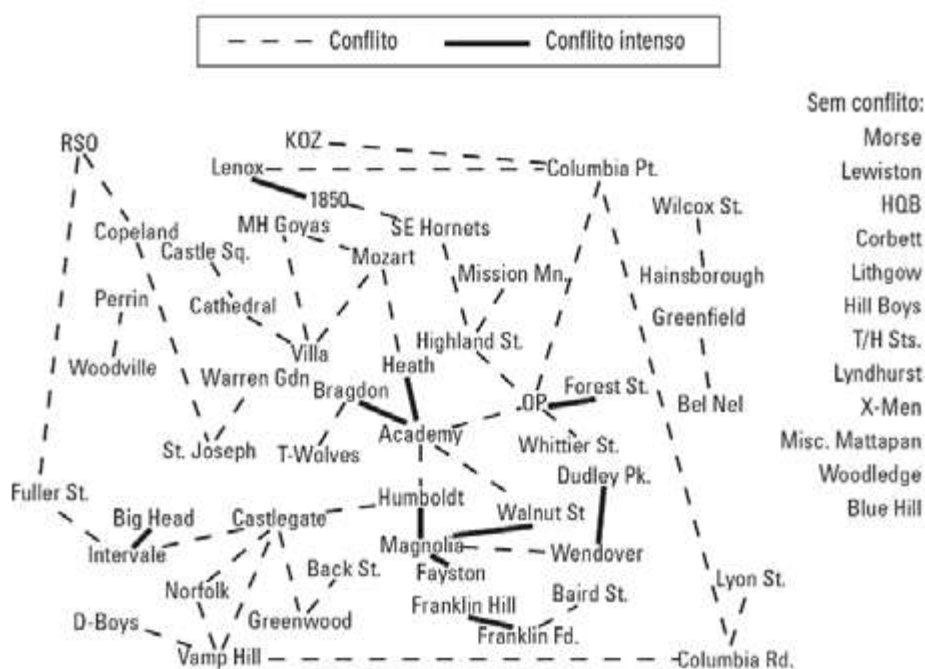 Conflito
Conflito intenso
Sem conflito:
Morse
Lewiston
HQB
Corbett
Lithgow
Hill Boys
T/H Sts.
Lyndhurst
X-Men
Misc. Mattapan
Woodledge
Blue Hill
RSO
KOZ
Lenox
Columbia Pt.
1850
Wilcox St.
MH Goyas
SE Hornets
Copeland
Castle Sq.
Mozart
Mission Mn.
Hainsborough
Perrin
Cathedral
Greenfield
Highland St.
Villa
Woodville
Heath
Warren Gdn
Bragdon
Forest St.
OP
Bel Nel
Academy
Whittier St.
St. Joseph
T-Wolves
Dudley Pk.
Fuller St.
Humboldt
Big Head
Castlegate
Walnut St
Intervale
Magnolia
Wendover
Back St.
Fayston
Lyon St.
Norfolk
Baird St.
Franklin Hill
D-Boys
Greenwood
Franklin Fd.
Vamp Hill
Columbia Rd.